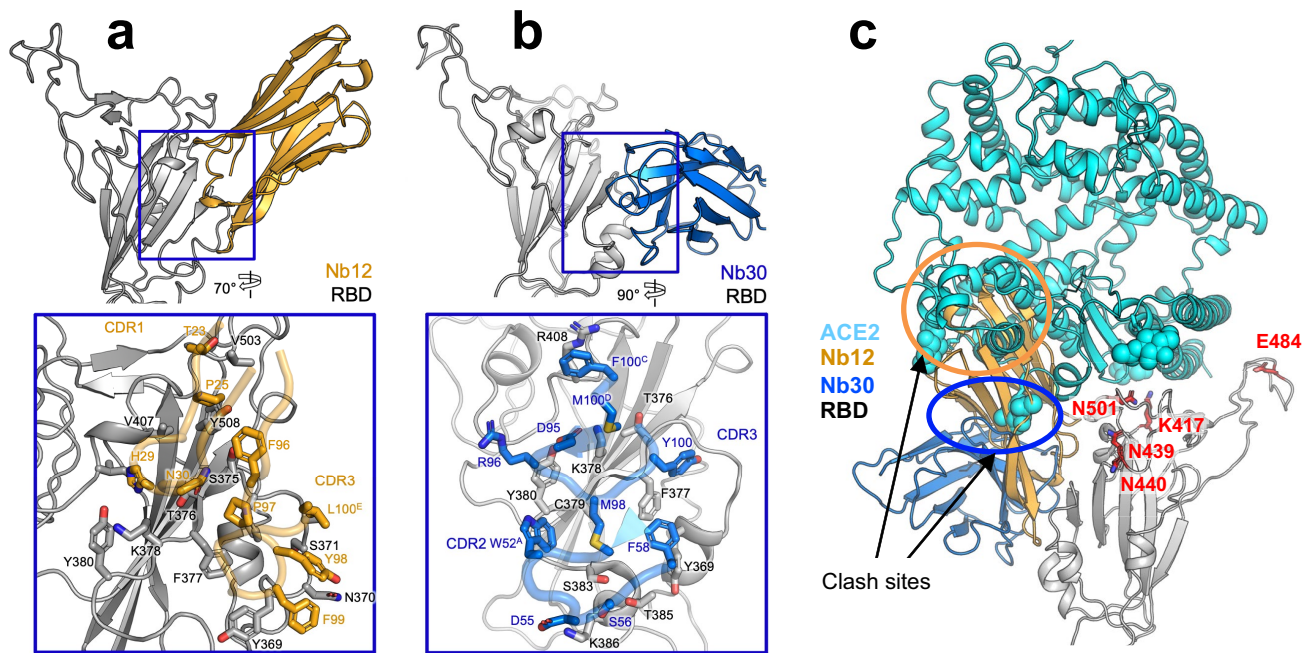 a
Nb12
RBD
70°
CDR1
T23
V503
P25
V407
Y508
F96
H29
N30
S375
CDR3
T376
P97
L100E
Y380
K378
S371
F377
Y98
N370
F99
Y369
b
Nb30
RBD
90°
R408
F100C
M100D
T376
D95
Y100
CDR3
R96
K378
Y380
C379
F377
M98
CDR2 W52A
F58
Y369
S383
T385
D55
S56
K386
c
ACE2
Nb12
Nb30
RBD
E484
N501
K417
N439
N440
Clash sites